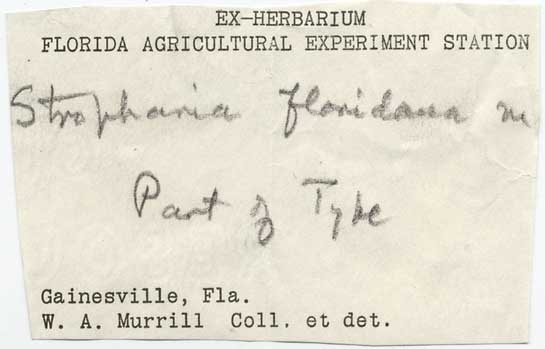 EX-HERBARIUM
FLORIDA AGRICULTURAL EXPERIMENT STATION
Stropharia floridana m
Part of Type
Gainesville, Fla.
W. A. Murrill Coll. et det.